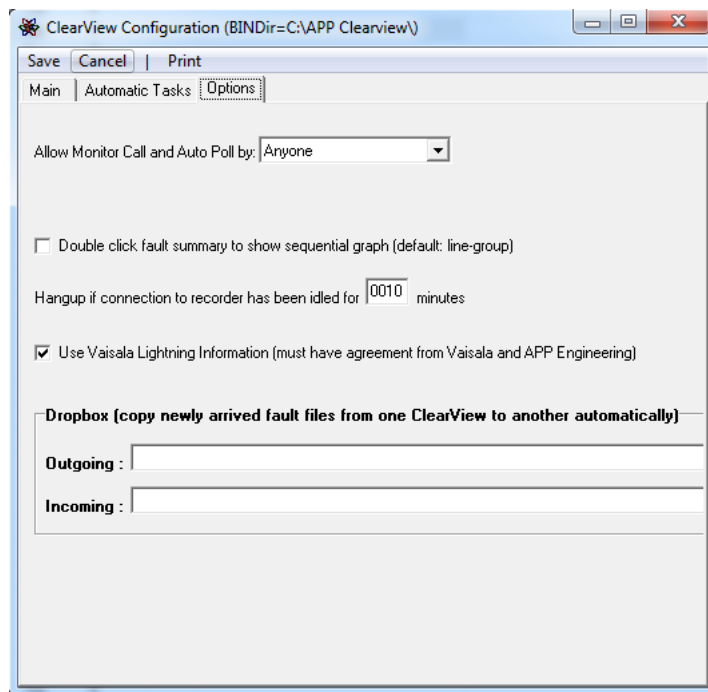 ClearView Configuration (BINDir=C:\APP Clearview\)
Save Cancel | Print
Main Automatic Tasks Options
Allow Monitor Call and Auto Poll by: Anyone
Double click fault summary to show sequential graph (default: line-group)
Hangup if connection to recorder has been idled for 0010 minutes
Use Vaisala Lightning Information (must have agreement from Vaisala and APP Engineering)
Dropbox (copy newly arrived fault files from one ClearView to another automatically)
Outgoing :
Incoming :